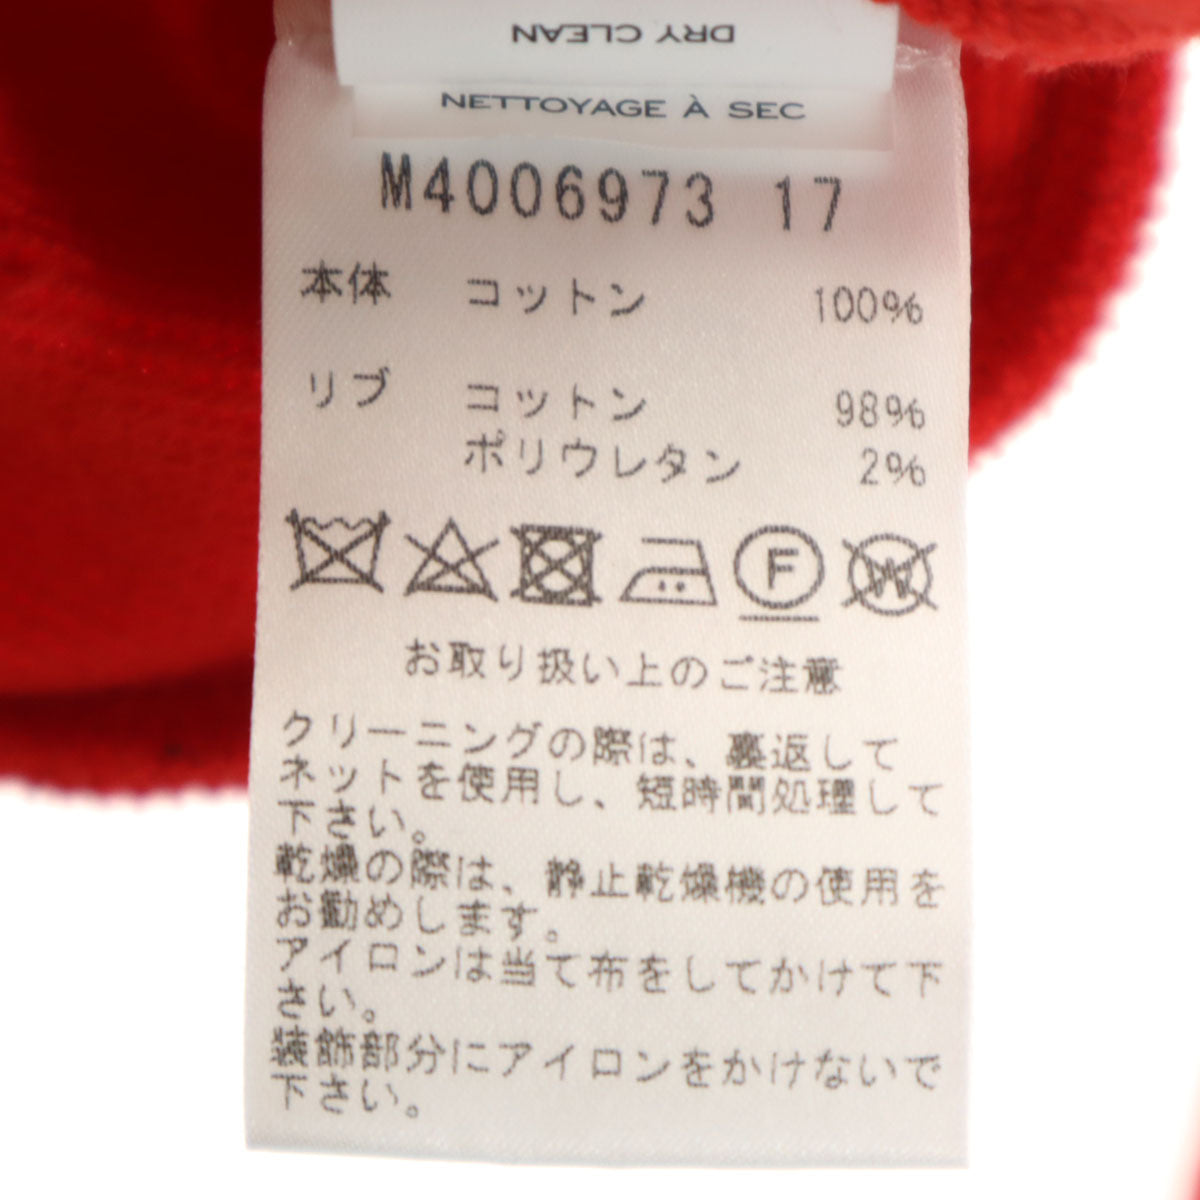 DRY CLEAN
NETTOYAGE À SEC
M4006973 17
本体 コットン 100%
リブ コットン 98%
ポリウレタン 2%
F W
お取り扱い上のご注意
クリーニングの際は、裏返して
ネットを使用し、短時間処理して
下さい。
乾燥の際は、静止乾燥機の使用を
お勧めします。
アイロンは当て布をしてかけて下
さい。
装飾部分にアイロンをかけないで
下さい。